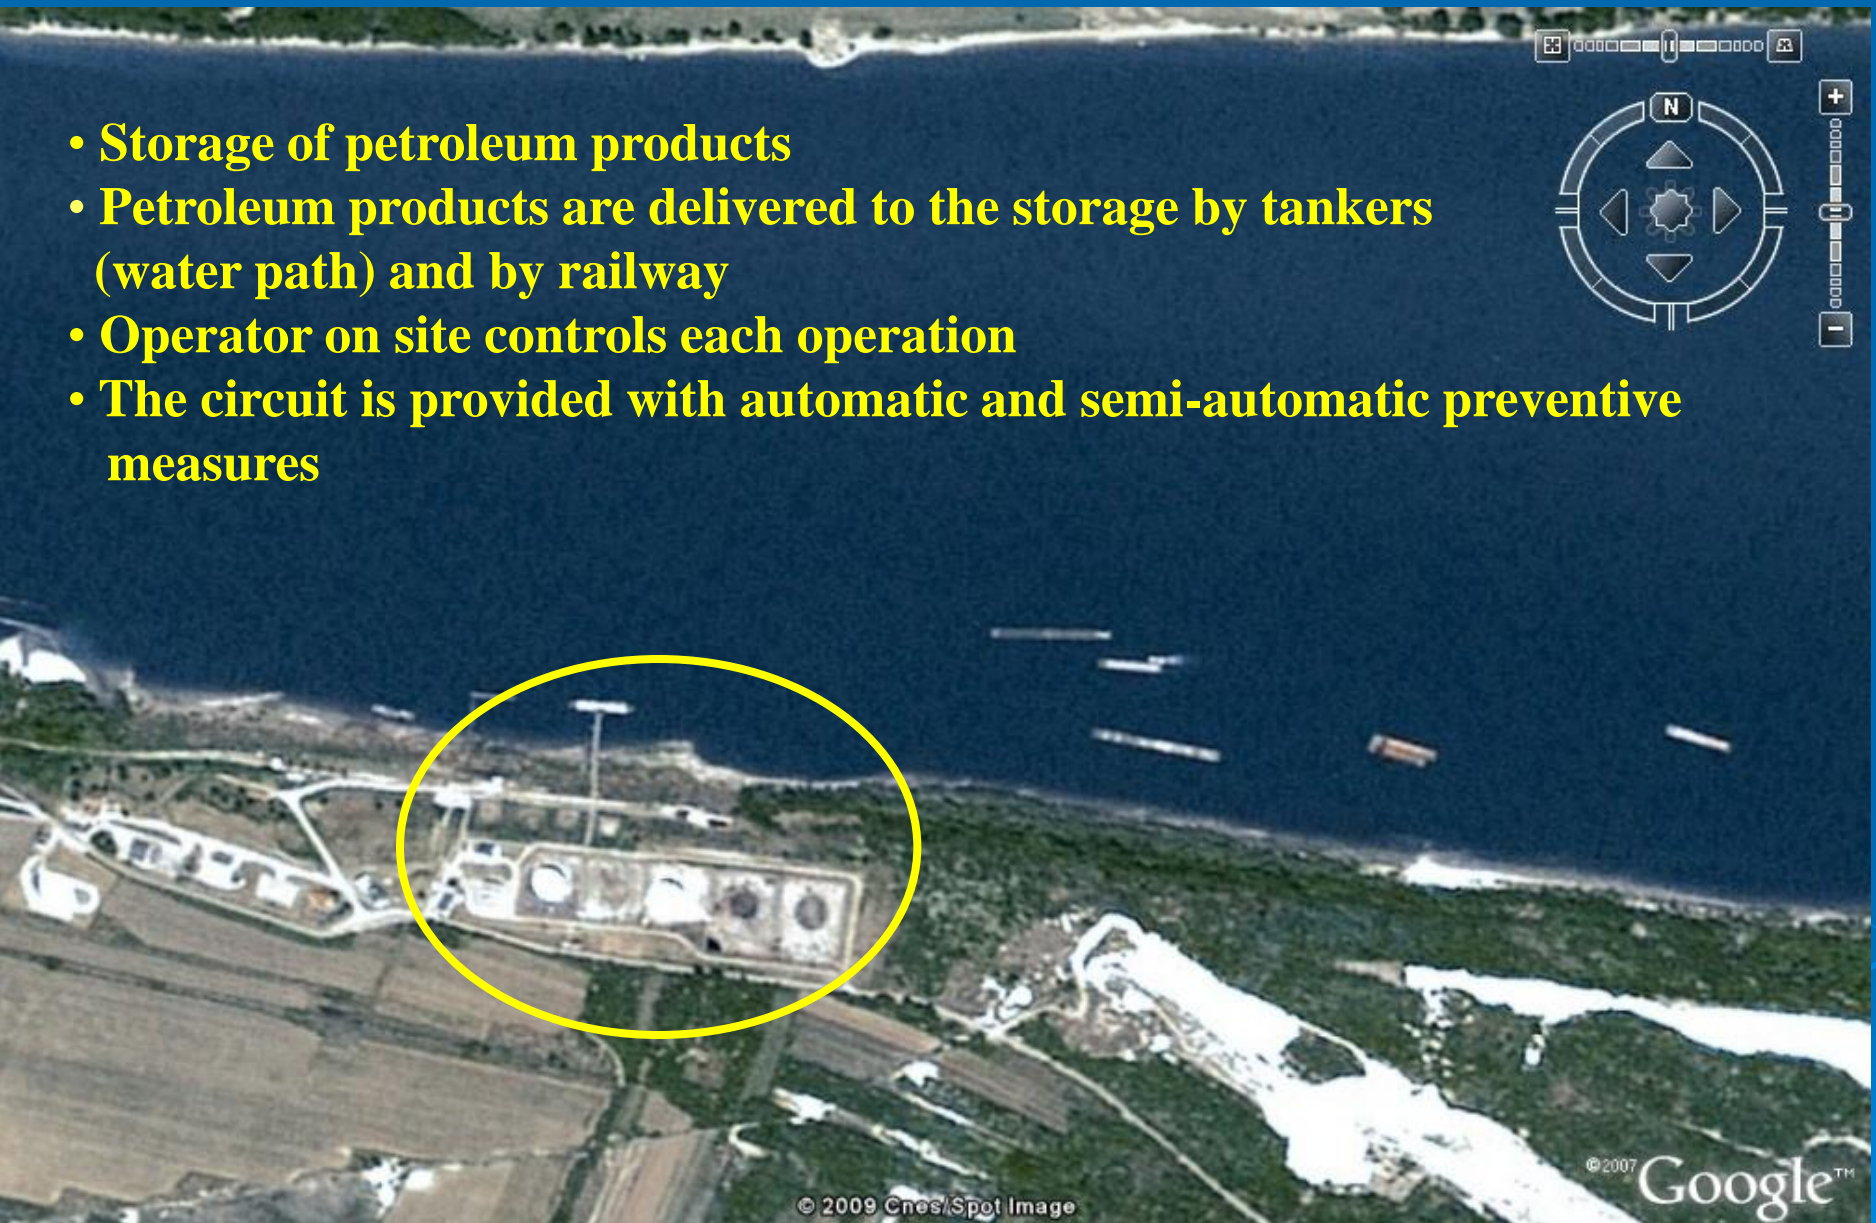 N
• Storage of petroleum products
• Petroleum products are delivered to the storage by tankers
(water path) and by railway
• Operator on site controls each operation
• The circuit is provided with automatic and semi-automatic preventive
measures
©2007 Google™
© 2009 Cnes/Spot Image